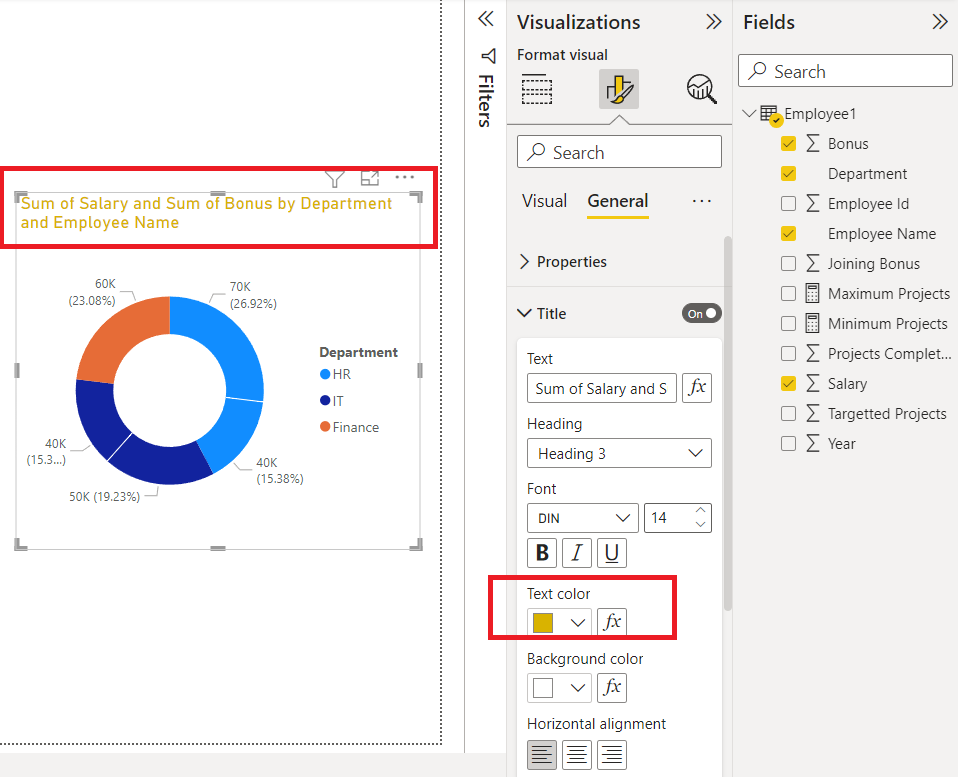 Sum of Salary and Sum of Bonus by Department
and Employee Name
60K
(23.08%)
70K
(26.92%)
40K
(15.3...)
50K (19.23%)
40K
(15.38%)
Department
HR
IT
Finance
Filters
Visualizations
Format visual
Search
Visual
General
...
Properties
Title
On
Text
Sum of Salary and S
fx
Heading
Heading 3
Font
DIN
14
B
I
U
Text color
fx
Background color
fx
Horizontal alignment
Fields
Search
Employee1
Σ Bonus
Department
Σ Employee Id
Employee Name
Σ Joining Bonus
Maximum Projects
Minimum Projects
Σ Projects Complet...
Σ Salary
Σ Targetted Projects
Σ Year